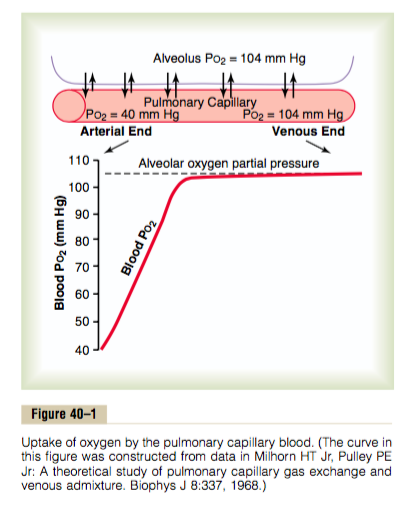 Alveolus Po2 = 104 mm Hg
Pulmonary Capillary
Po2 = 40 mm Hg
Po2 = 104 mm Hg
Arterial End
Venous End
Alveolar oxygen partial pressure
Blood Po2 (mm Hg)
110
100
90
80
70
60
50
40
Blood Po2
Figure 40–1
Uptake of oxygen by the pulmonary capillary blood. (The curve in
this figure was constructed from data in Milhorn HT Jr, Pulley PE
Jr: A theoretical study of pulmonary capillary gas exchange and
venous admixture. Biophys J 8:337, 1968.)